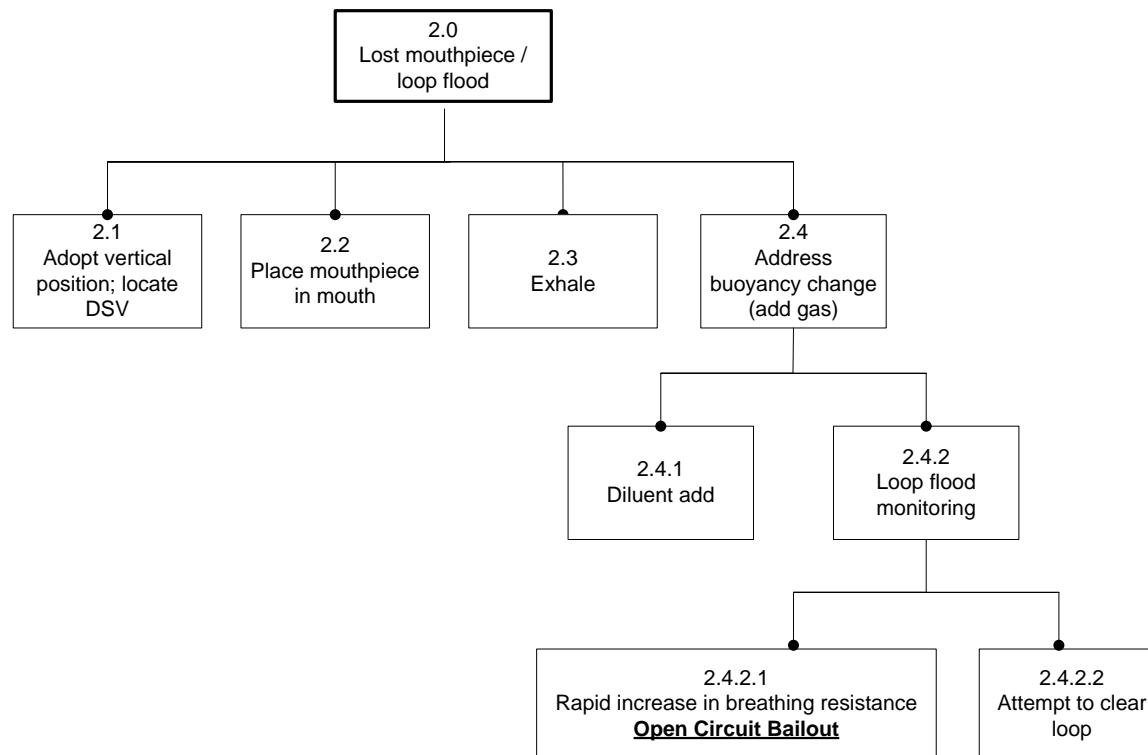 2.0
Lost mouthpiece /
loop flood
2.1
Adopt vertical
position; locate
DSV
2.2
Place mouthpiece
in mouth
2.3
Exhale
2.4
Address
buoyancy change
(add gas)
2.4.1
Diluent add
2.4.2
Loop flood
monitoring
2.4.2.1
Rapid increase in breathing resistance
Open Circuit Bailout
2.4.2.2
Attempt to clear
loop